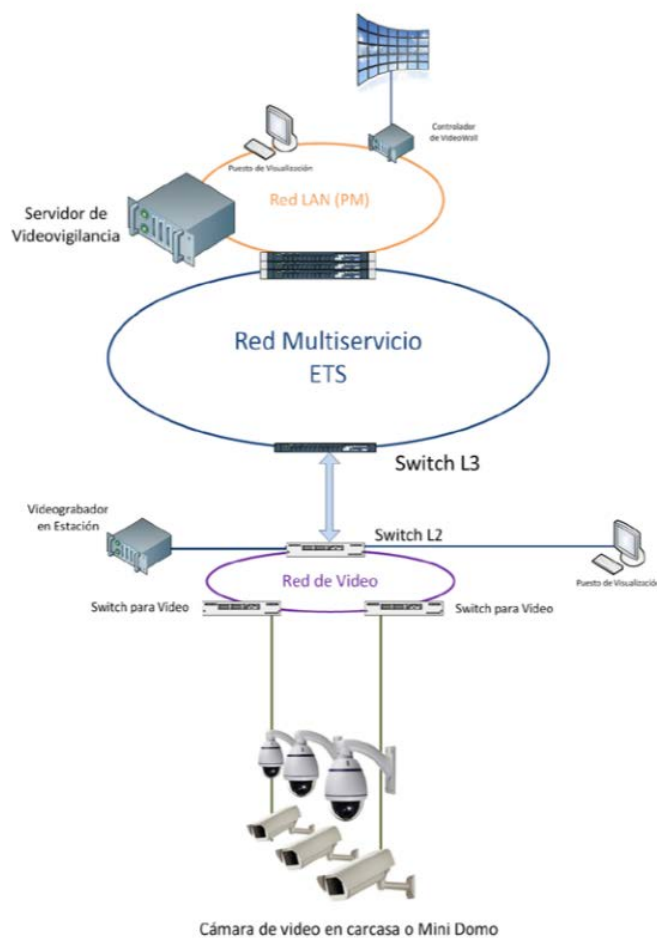 Controlador
de VideoWall
Puesto de Visualización
Red LAN (PM)
Servidor de
Videovigilancia
Red Multiservicio
ETS
Switch L3
Videograbador
en Estación
Switch L2
Puesto de Visualización
Red de Video
Switch para Video
Switch para Video
Cámara de video en carcasa o Mini Domo